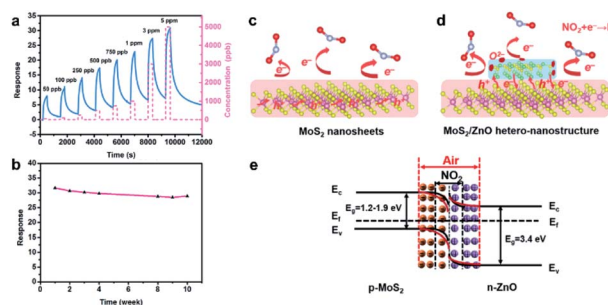 a
5 ppm
3 ppm
1 ppm
750 ppb
500 ppb
250 ppb
100 ppb
50 ppb
Response
Concentration (ppb)
35
30
25
20
15
10
5
0
5000
4000
3000
2000
1000
0
0 2000 4000 6000 8000 10000 12000
Time (s)
b
Response
40
35
30
25
20
15
10
5
0
0 2 4 6 8 10
Time (week)
c
e⁻ e⁻ e⁻
MoS₂ nanosheets
d
NO₂+e⁻→
O²⁻
e⁻
e⁻
h⁺ e⁻ h⁺ e⁻
MoS₂/ZnO hetero-nanostructure
e
Air
NO₂
E_c
E_g=1.2-1.9 eV
E_f
E_v
E_c
E_f
E_g=3.4 eV
E_v
p-MoS₂ n-ZnO